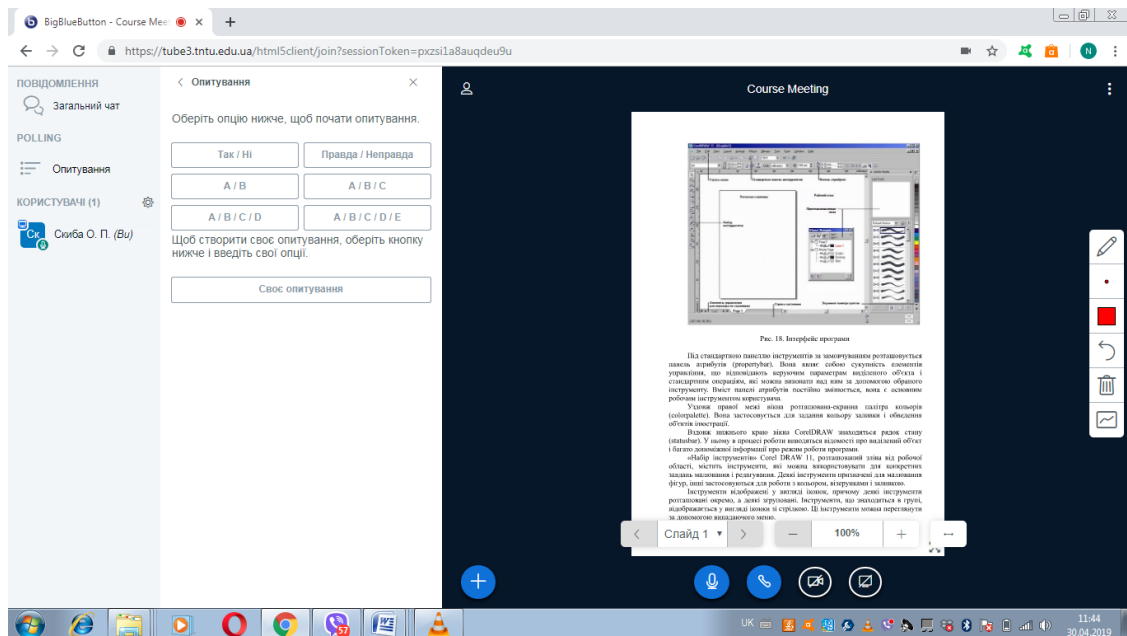 BigBlueButton - Course Mee
https://tube3.tntu.edu.ua/html5client/join?sessionToken=pxzsi1a8auqdeu9u
N
ПОВІДОМЛЕННЯ
Загальний чат
POLLING
Опитування
КОРИСТУВАЧІ (1)
Ск
Скиба О. П. (Ви)
Опитування
Оберіть опцію нижче, щоб почати опитування.
Так / Ні
Правда / Неправда
A / B
A / B / C
A / B / C / D
A / B / C / D / E
Щоб створити своє опитування, оберіть кнопку
нижче і введіть свої опції.
Своє опитування
Course Meeting
Рис. 18. Інтерфейс програми
Під стандартною панеллю інструментів за замовчуванням розташовується
панель атрибутів (propertybar). Вона являє собою сукупність елементів
управління, що відповідають керуючим параметрам виділеного об'єкта і
стандартним операціям, які можна виконати над ним за допомогою обраного
інструменту. Вміст панелі атрибутів постійно змінюється, вона є основним
робочим інструментом користувача.
Уздовж правої межі вікна розташована екранна палітра кольорів
(colorpalette). Вона застосовується для задання кольору заливки і обведення
об'єктів ілюстрації.
Вздовж нижнього краю вікна CorelDRAW знаходиться рядок стану
(statusbar). У ньому в процесі роботи виводяться відомості про виділений об'єкт
і багато допоміжної інформації про режим роботи програми.
«Набір інструментів» Corel DRAW 11, розташований зліва від робочої
області, містить інструменти, які можна використовувати для конкретних
завдань малювання і редагування. Деякі інструменти призначені для малювання
фігур, інші застосовуються для роботи з кольором, візерунками і заливкою.
Інструменти відображені у вигляді іконок, причому деякі інструменти
розташовані окремо, а деякі згруповані. Інструменти, що знаходяться в групі,
відображається у вигляді іконки зі стрілкою. Ці інструменти можна переглянути
за допомогою випадаючого меню.
Слайд 1
100%
57
UK
11:44
30.04.2019